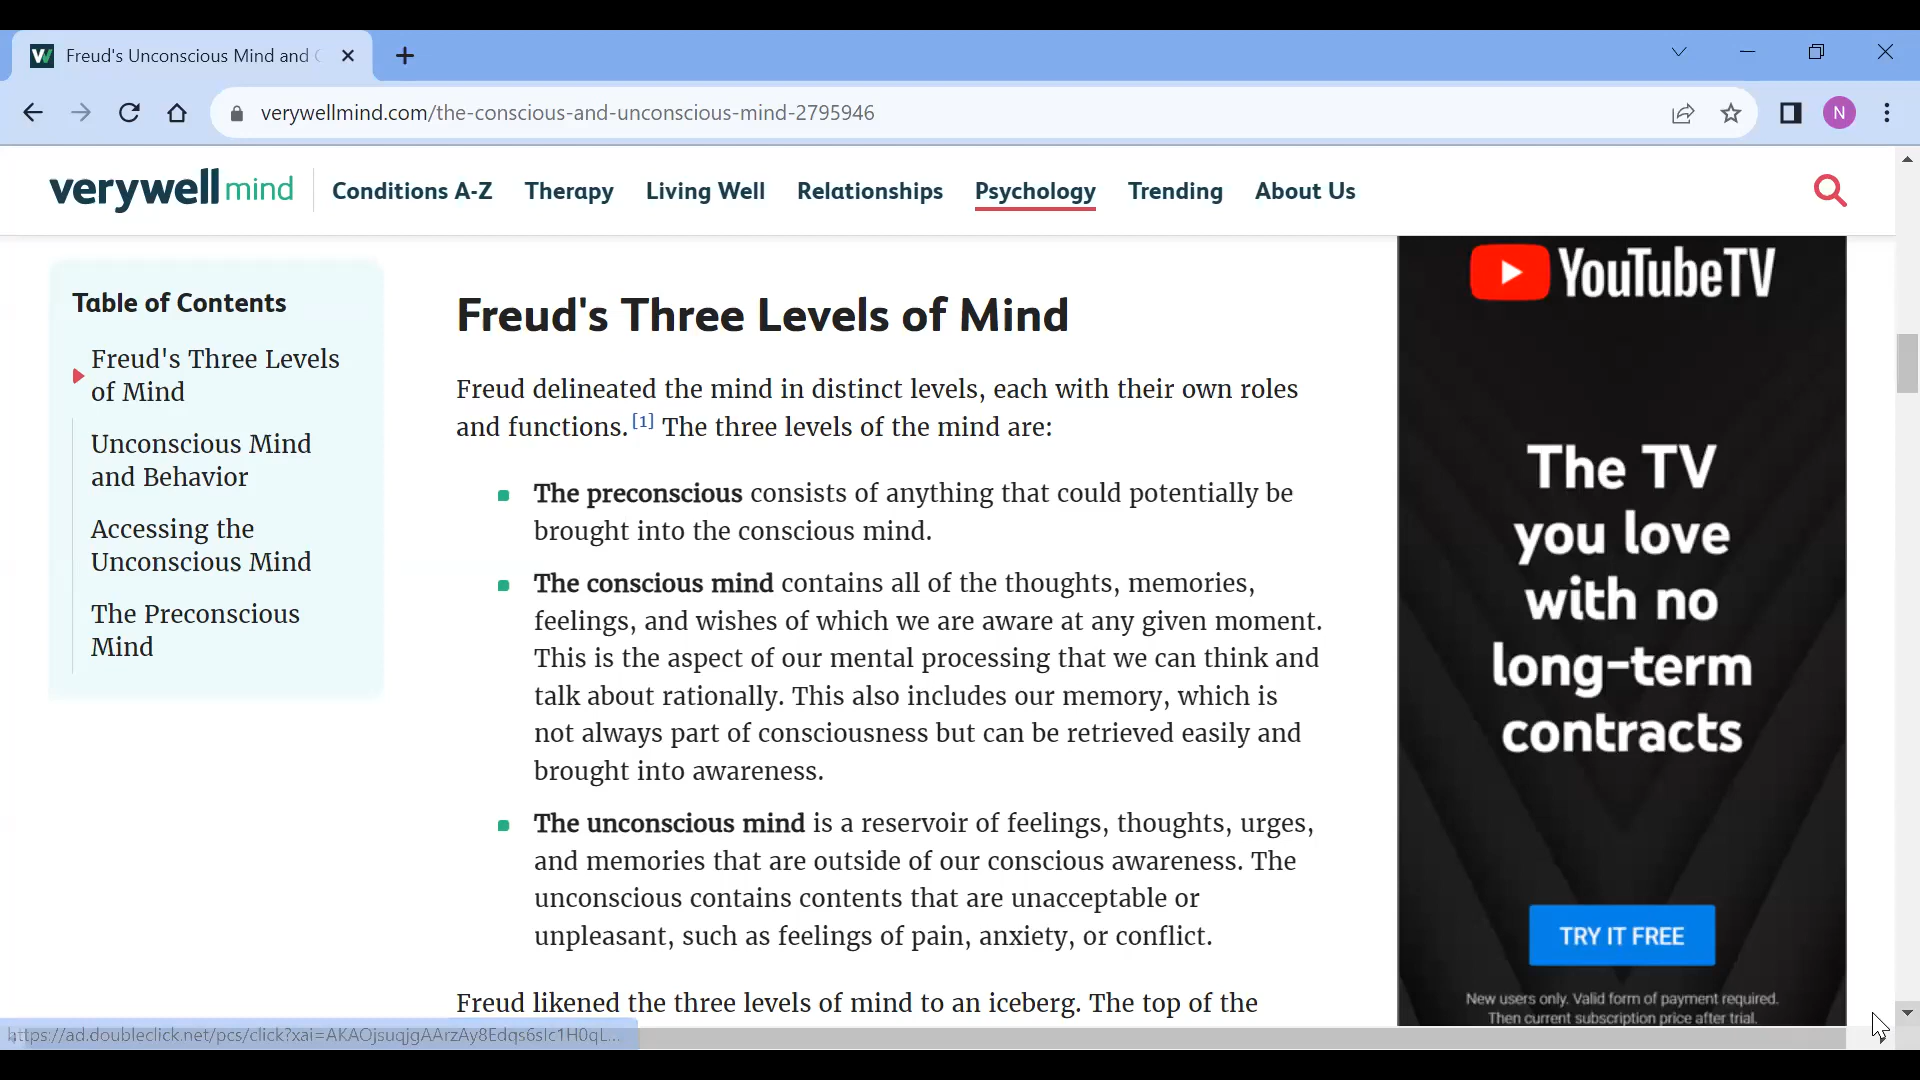 Freud's Unconscious Mind and
verywellmind.com/the-conscious-and-unconscious-mind-2795946
N
verywell mind
Conditions A-Z Therapy Living Well Relationships Psychology Trending About Us
Table of Contents
Freud's Three Levels
of Mind
Unconscious Mind
and Behavior
Accessing the
Unconscious Mind
The Preconscious
Mind
Freud's Three Levels of Mind
Freud delineated the mind in distinct levels, each with their own roles
and functions. [1] The three levels of the mind are:
The preconscious consists of anything that could potentially be
brought into the conscious mind.
The conscious mind contains all of the thoughts, memories,
feelings, and wishes of which we are aware at any given moment.
This is the aspect of our mental processing that we can think and
talk about rationally. This also includes our memory, which is
not always part of consciousness but can be retrieved easily and
brought into awareness.
The unconscious mind is a reservoir of feelings, thoughts, urges,
and memories that are outside of our conscious awareness. The
unconscious contains contents that are unacceptable or
unpleasant, such as feelings of pain, anxiety, or conflict.
Freud likened the three levels of mind to an iceberg. The top of the
YouTubeTV
The TV
you love
with no
long-term
contracts
TRY IT FREE
New users only. Valid form of payment required.
Then current subscription price after trial.